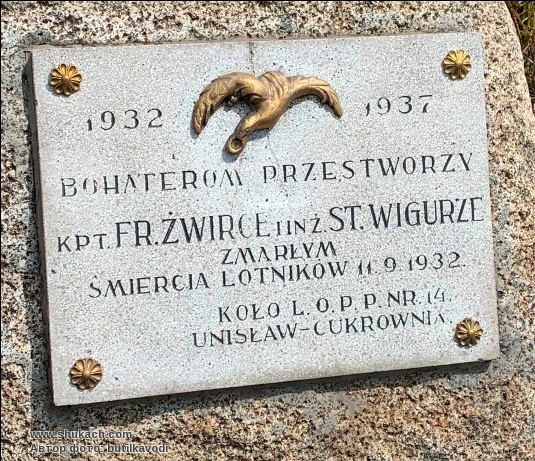 1932 1937
BOHATEROM PRZESTWORZY
KPT. FR. ŻWIRCE I INŻ. ST. WIGURZE
ZMARŁYM
ŚMIERCIĄ LOTNIKÓW 11.9.1932.
KOŁO L.O.P.P. NR. 14.
UNISŁAW-CUKROWNIA.
www.shukach.com
Автор фото: butilkavodi